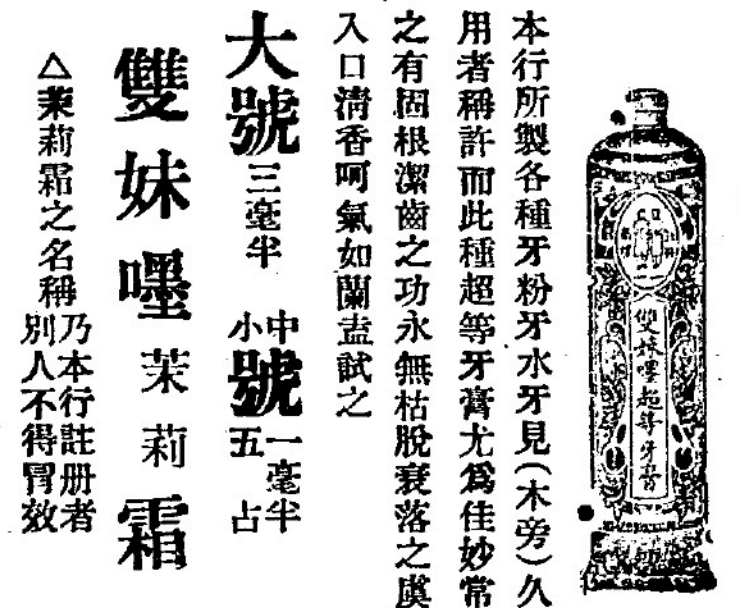 雙妹嚜超等牙膏
本行所製各種牙粉牙水牙見(木旁)久
用者稱許而此種超等牙膏尤爲佳妙常
之有固根潔齒之功永無枯脫衰落之虞
入口淸香呵氣如蘭盍試之
大號三毫半
中號一毫半
小號五占
雙妹嚜茉莉霜
△茉莉霜之名稱乃本行註册者別人不得冒效